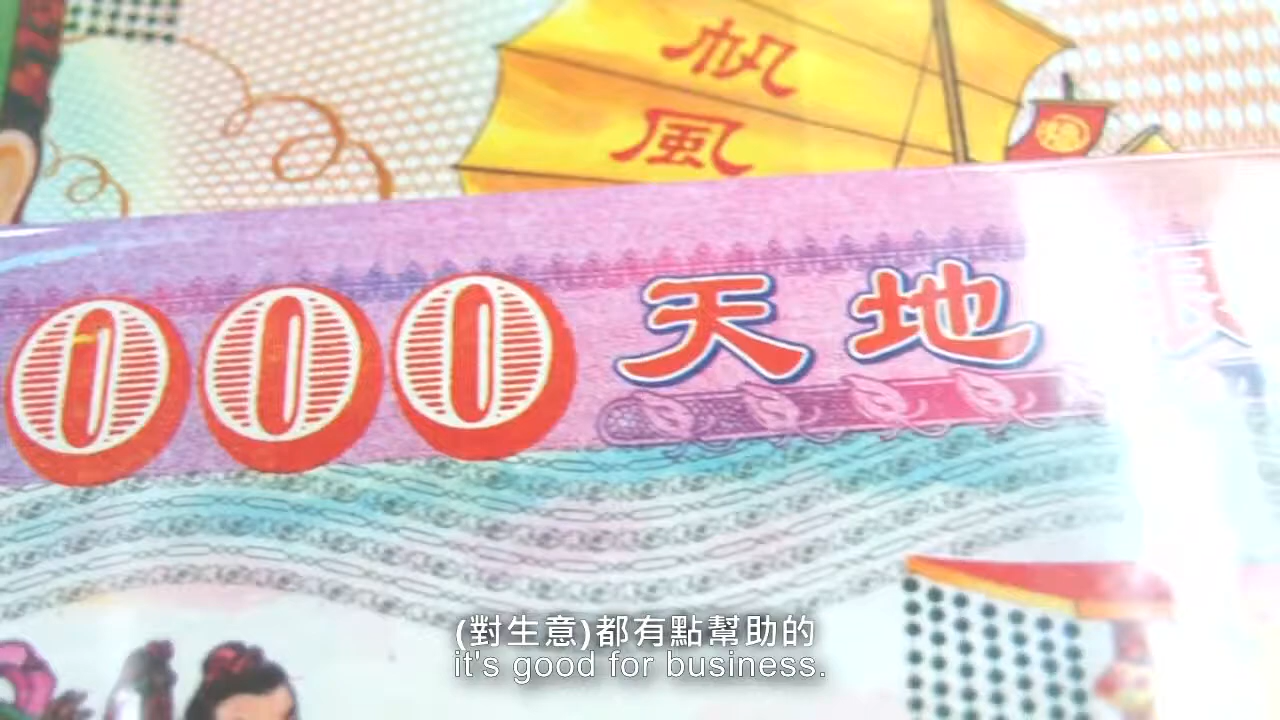 帆
風
000 天地
(對生意)都有點幫助的
it's good for business.